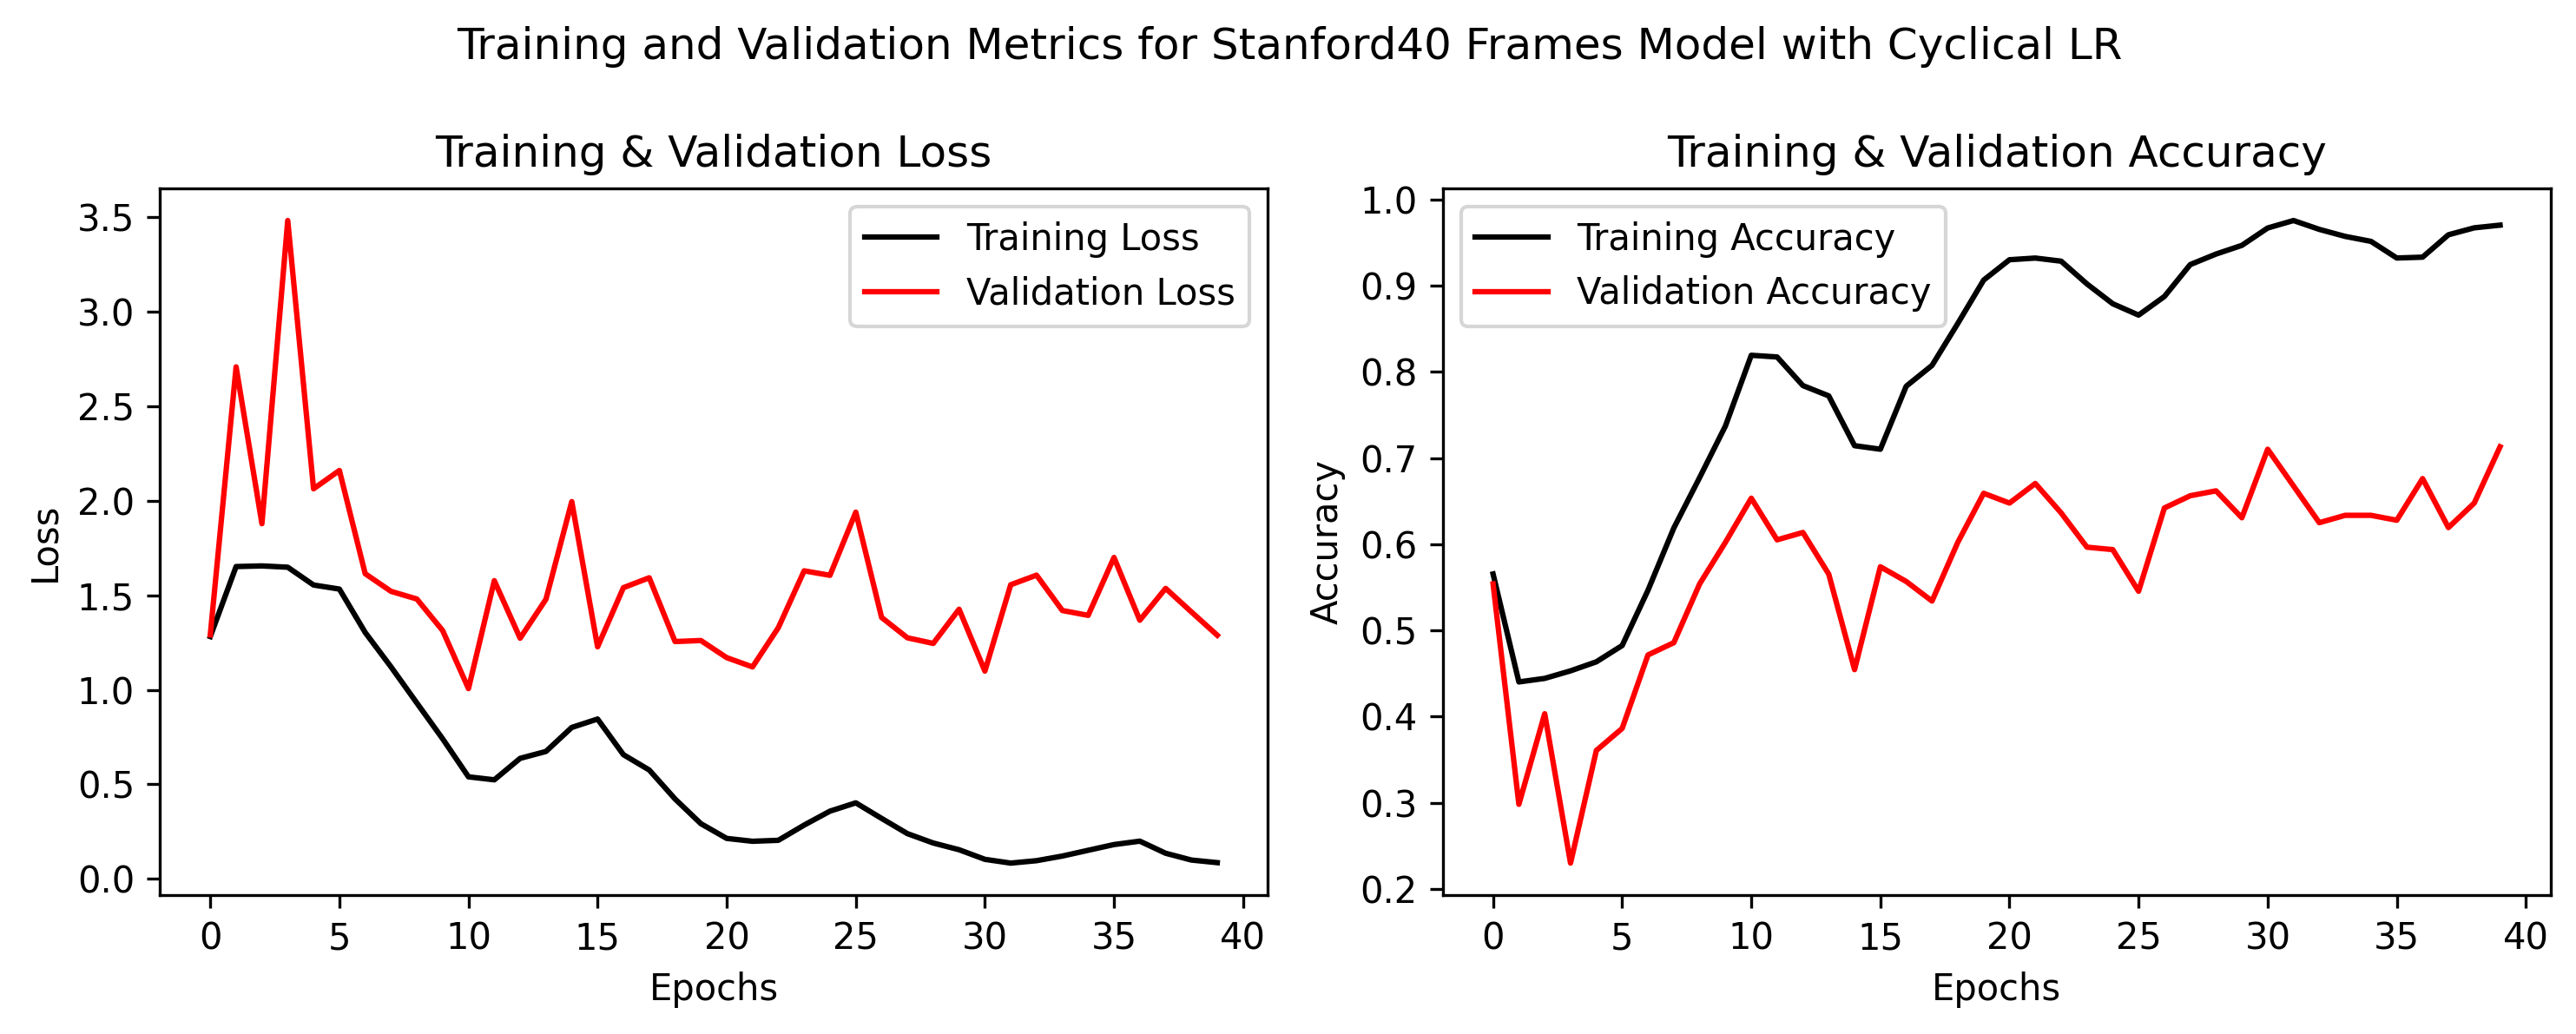 Training and Validation Metrics for Stanford40 Frames Model with Cyclical LR
Training & Validation Loss
3.5
3.0
2.5
2.0
1.5
1.0
0.5
0.0
Loss
Training Loss
Validation Loss
0 5 10 15 20 25 30 35 40
Epochs
Training & Validation Accuracy
1.0
0.9
0.8
0.7
0.6
0.5
0.4
0.3
0.2
Accuracy
Training Accuracy
Validation Accuracy
0 5 10 15 20 25 30 35 40
Epochs